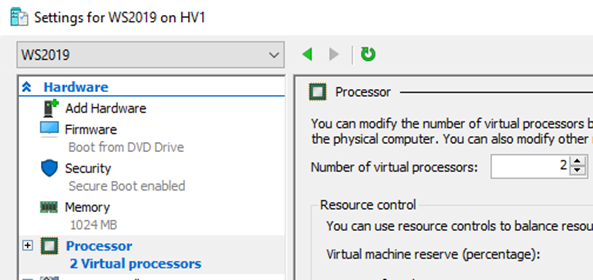 Settings for WS2019 on HV1
WS2019
Hardware
Add Hardware
Firmware
Boot from DVD Drive
Security
Secure Boot enabled
Memory
1024 MB
Processor
2 Virtual processors
Processor
You can modify the number of virtual processors b
the physical computer. You can also modify other
Number of virtual processors: 2
Resource control
You can use resource controls to balance resou
Virtual machine reserve (percentage):